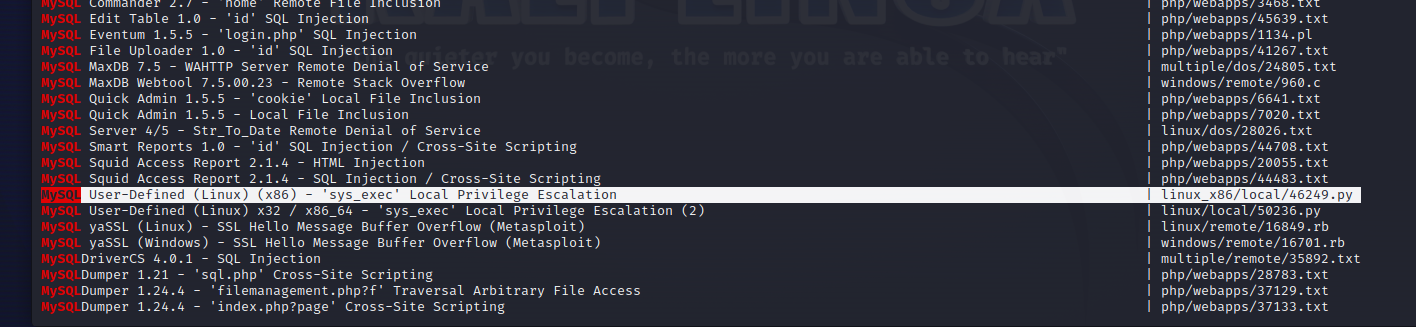 MySQL Commander 2.7 - 'home' Remote File Inclusion | php/webapps/3468.txt
MySQL Edit Table 1.0 - 'id' SQL Injection | php/webapps/45639.txt
MySQL Eventum 1.5.5 - 'login.php' SQL Injection | php/webapps/1134.pl
MySQL File Uploader 1.0 - 'id' SQL Injection | php/webapps/41267.txt
quieter you become, the more you are able to hear"
MySQL MaxDB 7.5 - WAHTTP Server Remote Denial of Service | multiple/dos/24805.txt
MySQL MaxDB Webtool 7.5.00.23 - Remote Stack Overflow | windows/remote/960.c
MySQL Quick Admin 1.5.5 - 'cookie' Local File Inclusion | php/webapps/6641.txt
MySQL Quick Admin 1.5.5 - Local File Inclusion | php/webapps/7020.txt
MySQL Server 4/5 - Str_To_Date Remote Denial of Service | linux/dos/28026.txt
MySQL Smart Reports 1.0 - 'id' SQL Injection / Cross-Site Scripting | php/webapps/44708.txt
MySQL Squid Access Report 2.1.4 - HTML Injection | php/webapps/20055.txt
MySQL Squid Access Report 2.1.4 - SQL Injection / Cross-Site Scripting | php/webapps/44483.txt
MySQL User-Defined (Linux) (x86) - 'sys_exec' Local Privilege Escalation | linux_x86/local/46249.py
MySQL User-Defined (Linux) x32 / x86_64 - 'sys_exec' Local Privilege Escalation (2) | linux/local/50236.py
MySQL yaSSL (Linux) - SSL Hello Message Buffer Overflow (Metasploit) | linux/remote/16849.rb
MySQL yaSSL (Windows) - SSL Hello Message Buffer Overflow (Metasploit) | windows/remote/16701.rb
MySQLDriverCS 4.0.1 - SQL Injection | multiple/remote/35892.txt
MySQLDumper 1.21 - 'sql.php' Cross-Site Scripting | php/webapps/28783.txt
MySQLDumper 1.24.4 - 'filemanagement.php?f' Traversal Arbitrary File Access | php/webapps/37129.txt
MySQLDumper 1.24.4 - 'index.php?page' Cross-Site Scripting | php/webapps/37133.txt